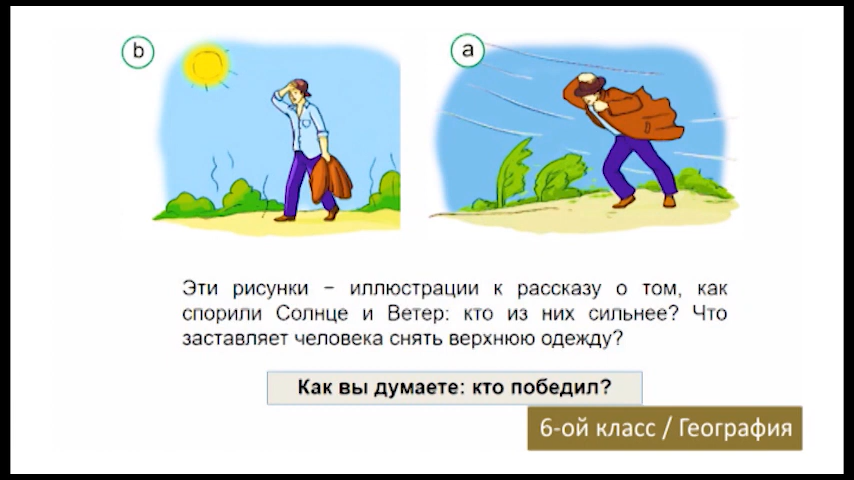 b
a
Эти рисунки – иллюстрации к рассказу о том, как
спорили Солнце и Ветер: кто из них сильнее? Что
заставляет человека снять верхнюю одежду?
Как вы думаете: кто победил?
6-ой класс / География